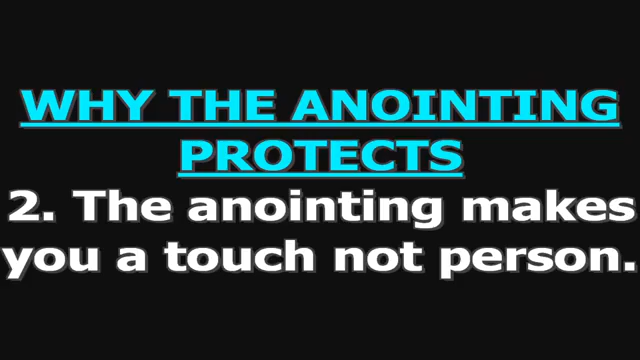 WHY THE ANOINTING
PROTECTS
2. The anointing makes
you a touch not person.